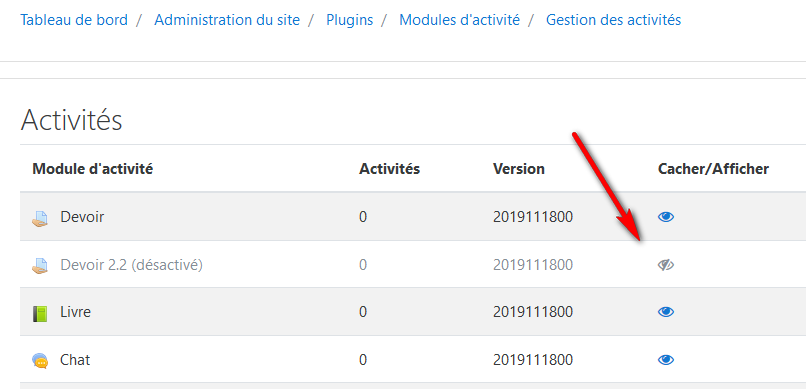 Tableau de bord / Administration du site / Plugins / Modules d'activité / Gestion des activités
Activités
Module d'activité Activités Version Cacher/Afficher
Devoir 0 2019111800
Devoir 2.2 (désactivé) 0 2019111800
Livre 0 2019111800
Chat 0 2019111800